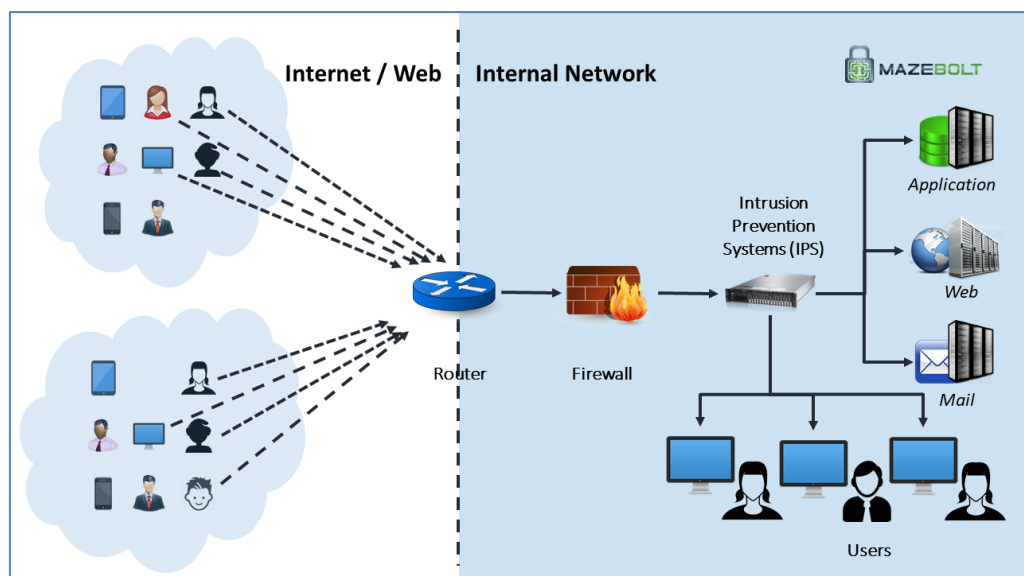 Internet / Web
Internal Network
MAZEBOLT
Intrusion
Prevention
Systems (IPS)
Application
Web
Mail
Router
Firewall
Users